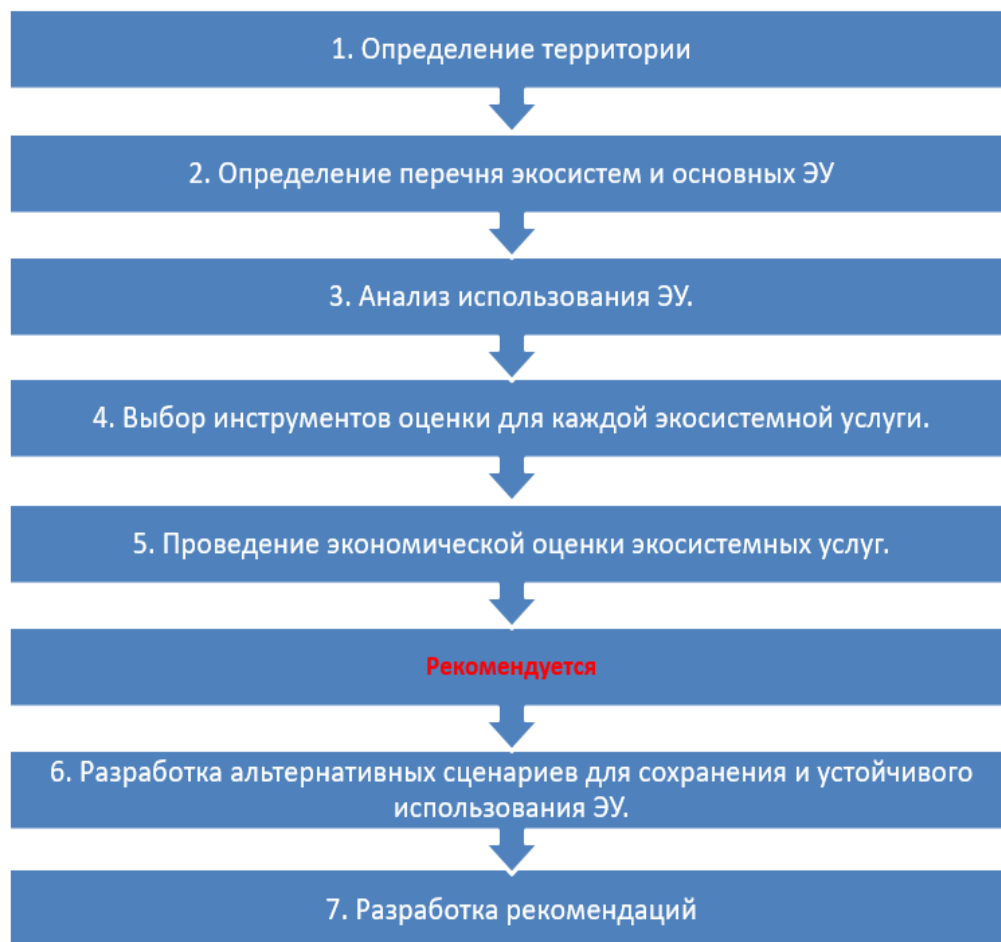 1. Определение территории
2. Определение перечня экосистем и основных ЭУ
3. Анализ использования ЭУ.
4. Выбор инструментов оценки для каждой экосистемной услуги.
5. Проведение экономической оценки экосистемных услуг.
Рекомендуется
6. Разработка альтернативных сценариев для сохранения и устойчивого
использования ЭУ.
7. Разработка рекомендаций